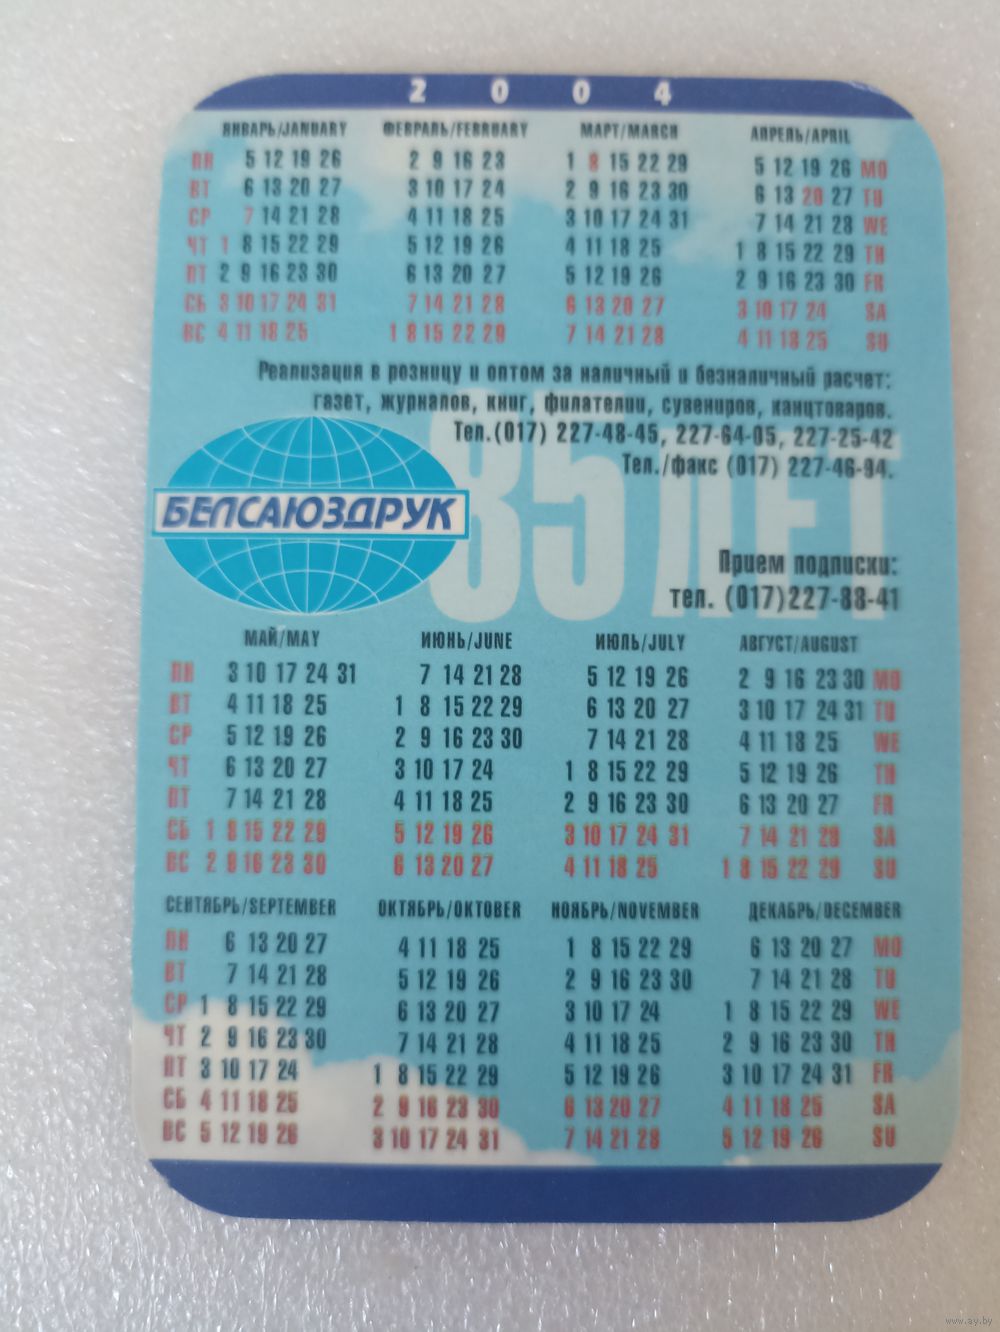 2 0 0 4
ЯНВАРЬ/JANUARY ФЕВРАЛЬ/FEBRUARY МАРТ/MARCH АПРЕЛЬ/APRIL
ПН 5 12 19 26 2 9 16 23 1 8 15 22 29 5 12 19 26 MO
ВТ 6 13 20 27 3 10 17 24 2 9 16 23 30 6 13 20 27 TU
СР 7 14 21 28 4 11 18 25 3 10 17 24 31 7 14 21 28 WE
ЧТ 1 8 15 22 29 5 12 19 26 4 11 18 25 1 8 15 22 29 TH
ПТ 2 9 16 23 30 6 13 20 27 5 12 19 26 2 9 16 23 30 FR
СБ 3 10 17 24 31 7 14 21 28 6 13 20 27 3 10 17 24 SA
ВС 4 11 18 25 1 8 15 22 29 7 14 21 28 4 11 18 25 SU
Реализация в розницу и оптом за наличный и безналичный расчет:
газет, журналов, книг, филателии, сувениров, канцтоваров.
Тел.(017) 227-48-45, 227-64-05, 227-25-42
Тел./факс (017) 227-46-94.
БЕЛСАЮЗДРУК
85 ЛЕТ
Прием подписки:
тел. (017)227-88-41
МАЙ/MAY ИЮНЬ/JUNE ИЮЛЬ/JULY АВГУСТ/AUGUST
ПН 3 10 17 24 31 7 14 21 28 5 12 19 26 2 9 16 23 30 MO
ВТ 4 11 18 25 1 8 15 22 29 6 13 20 27 3 10 17 24 31 TU
СР 5 12 19 26 2 9 16 23 30 7 14 21 28 4 11 18 25 WE
ЧТ 6 13 20 27 3 10 17 24 1 8 15 22 29 5 12 19 26 TH
ПТ 7 14 21 28 4 11 18 25 2 9 16 23 30 6 13 20 27 FR
СБ 1 8 15 22 29 5 12 19 26 3 10 17 24 31 7 14 21 28 SA
ВС 2 9 16 23 30 6 13 20 27 4 11 18 25 1 8 15 22 29 SU
СЕНТЯБРЬ/SEPTEMBER ОКТЯБРЬ/OKTOBER НОЯБРЬ/NOVEMBER ДЕКАБРЬ/DECEMBER
ПН 6 13 20 27 4 11 18 25 1 8 15 22 29 6 13 20 27 MO
ВТ 7 14 21 28 5 12 19 26 2 9 16 23 30 7 14 21 28 TU
СР 1 8 15 22 29 6 13 20 27 3 10 17 24 1 8 15 22 29 WE
ЧТ 2 9 16 23 30 7 14 21 28 4 11 18 25 2 9 16 23 30 TH
ПТ 3 10 17 24 1 8 15 22 29 5 12 19 26 3 10 17 24 31 FR
СБ 4 11 18 25 2 9 16 23 30 6 13 20 27 4 11 18 25 SA
ВС 5 12 19 26 3 10 17 24 31 7 14 21 28 5 12 19 26 SU
www.ay.by